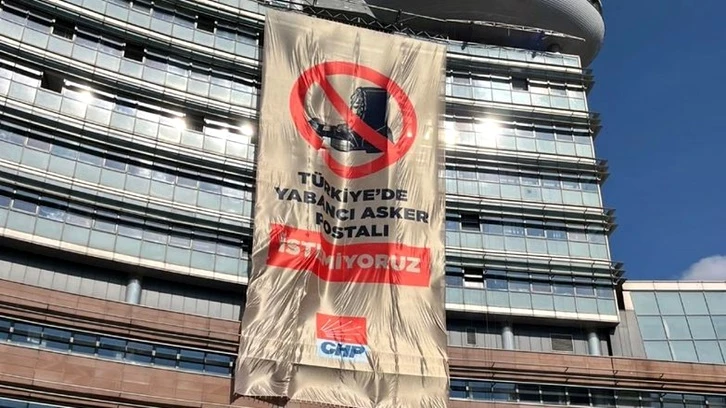 TÜRKİYE'DE
YABANCI ASKER
POSTALI
İSTEMİYORUZ
CHP